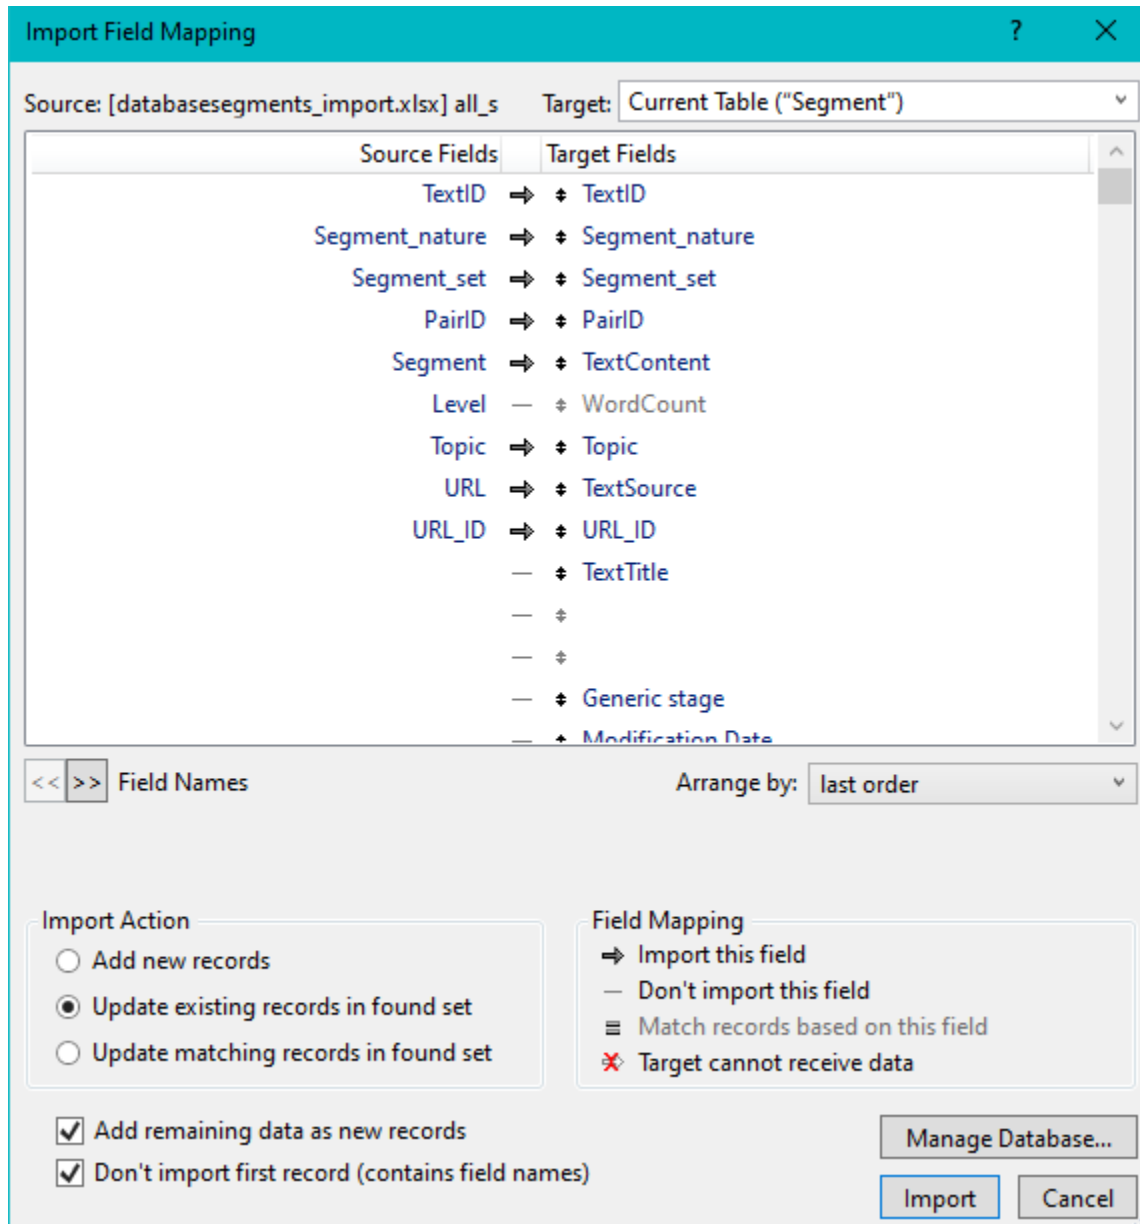 Import Field Mapping ?
Source: [databasesegments_import.xlsx] all_s Target: Current Table ("Segment")
Source Fields Target Fields
TextID TextID
Segment_nature Segment_nature
Segment_set Segment_set
PairID PairID
Segment TextContent
Level — WordCount
Topic Topic
URL TextSource
URL_ID URL_ID
— TextTitle
—
—
— Generic stage
— Modification Date
<< >> Field Names Arrange by: last order
Import Action Field Mapping
Add new records Import this field
Update existing records in found set — Don't import this field
Update matching records in found set Match records based on this field
Target cannot receive data
Add remaining data as new records Manage Database...
Don't import first record (contains field names)
Import Cancel